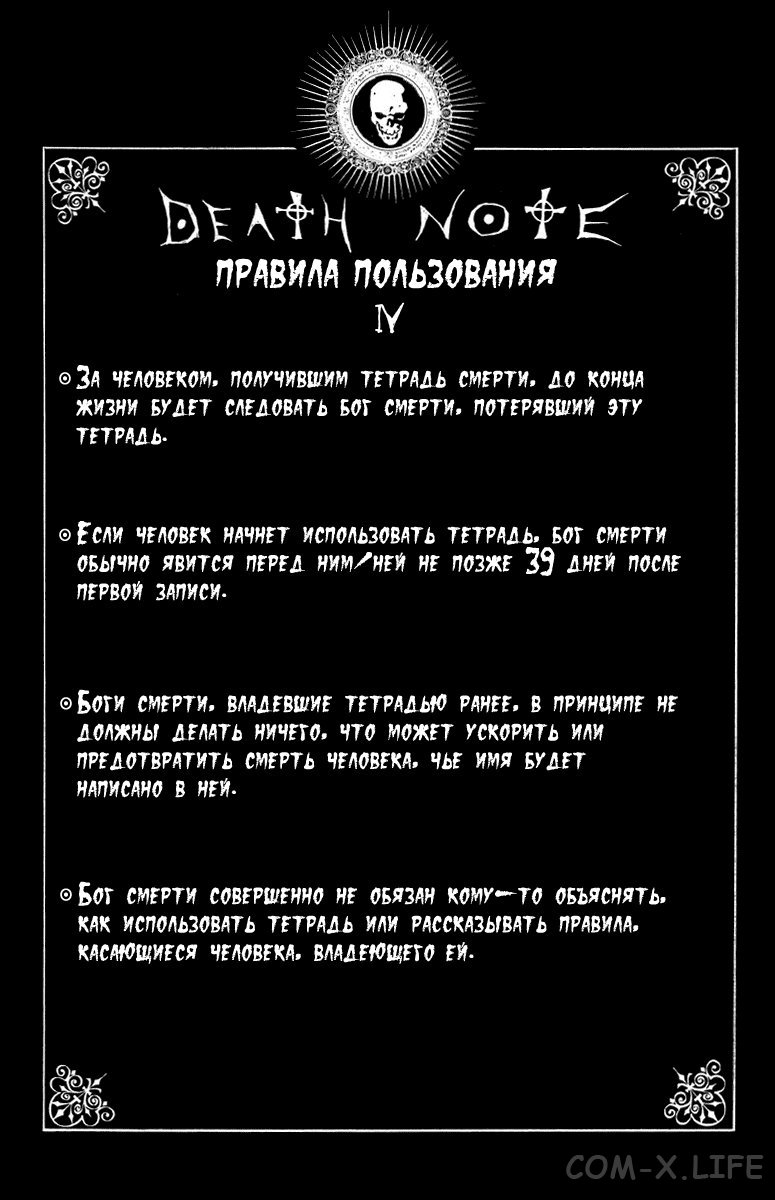 DEATH NOTE
ПРАВИЛА ПОЛЬЗОВАНИЯ
IV
За человеком, получившим тетрадь смерти, до конца
жизни будет следовать бог смерти, потерявший эту
тетрадь.
Если человек начнет использовать тетрадь, бог смерти
обычно явится перед ним/ней не позже 39 дней после
первой записи.
Боги смерти, владевшие тетрадью ранее, в принципе не
должны делать ничего, что может ускорить или
предотвратить смерть человека, чье имя будет
написано в ней.
Бог смерти совершенно не обязан кому-то объяснять,
как использовать тетрадь или рассказывать правила,
касающиеся человека, владеющего ей.
COM-X.LIFE